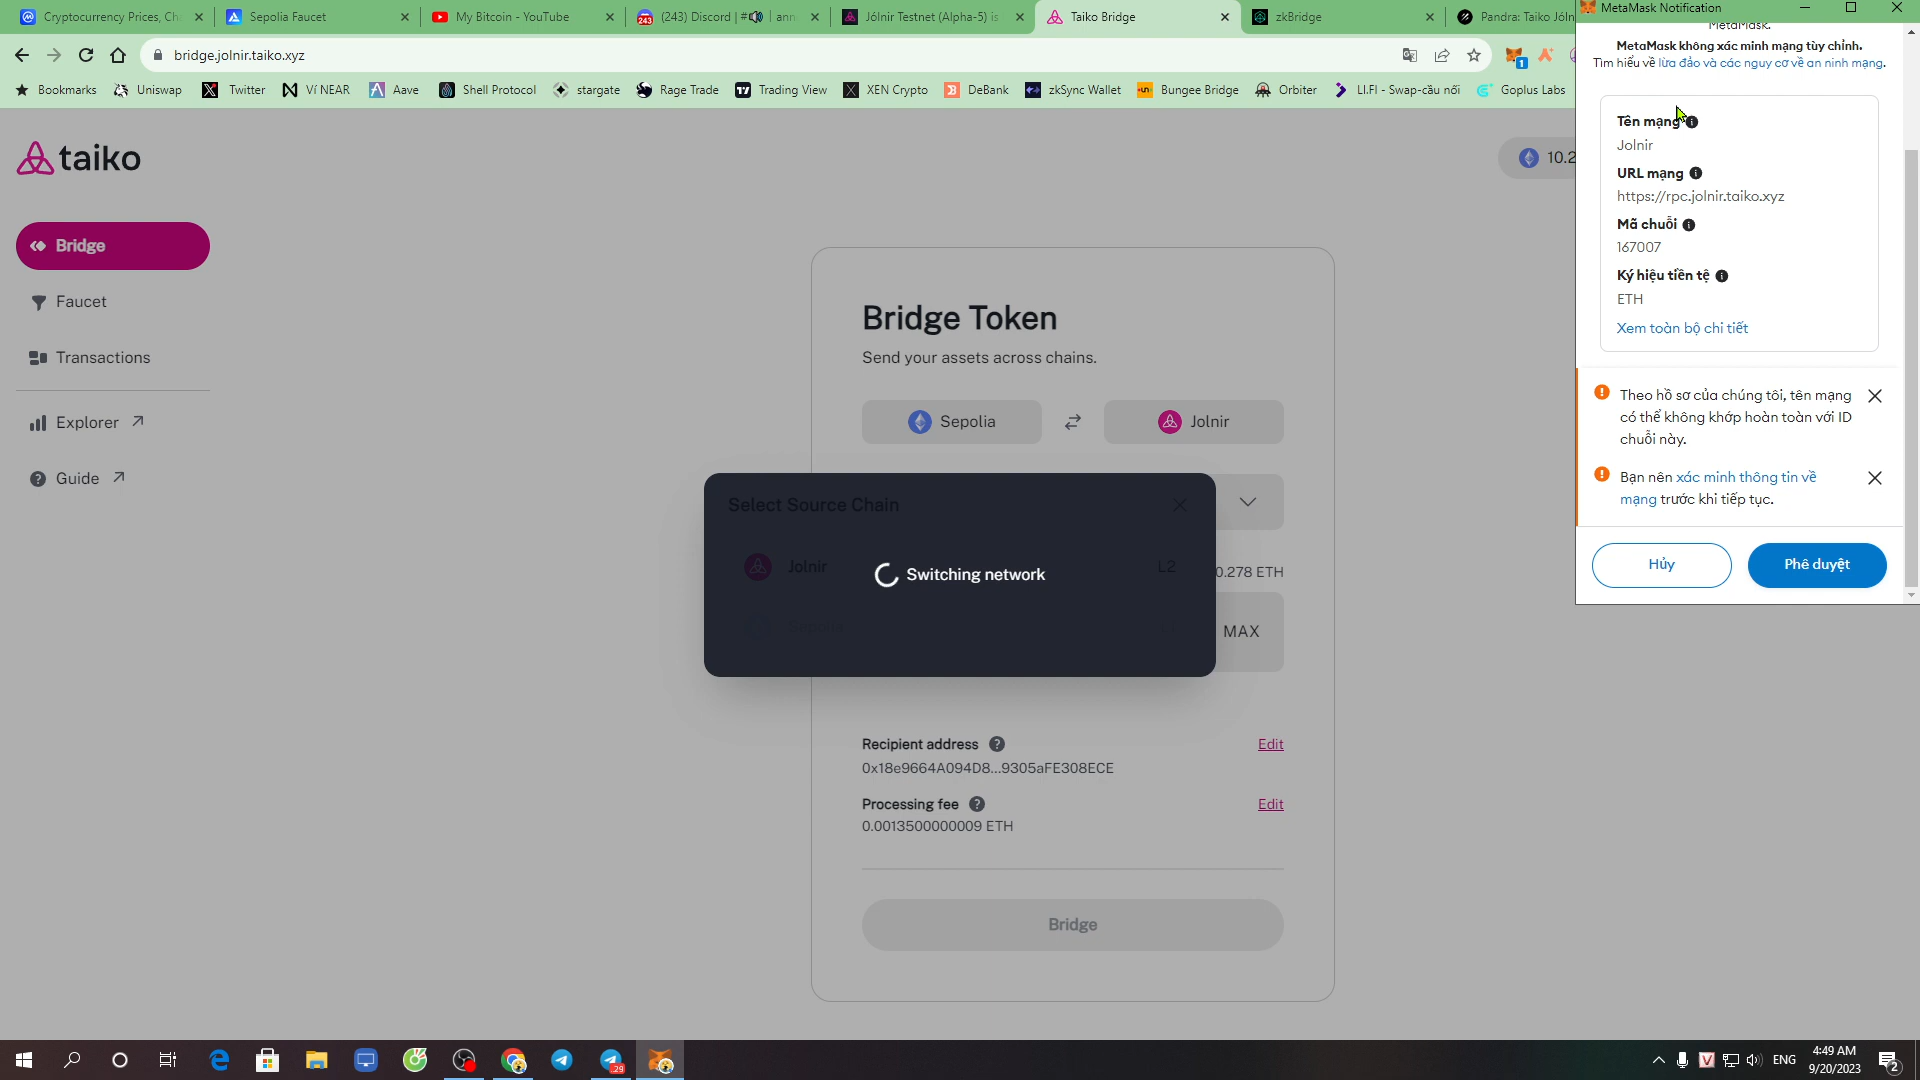 Cryptocurrency Prices, Ch
Sepolia Faucet
My Bitcoin - YouTube
(243) Discord | #
ann
Jólnir Testnet (Alpha-5) is
Taiko Bridge
zkBridge
Pandra: Taiko Jóln
bridge.jolnir.taiko.xyz
Bookmarks
Uniswap
Twitter
Ví NEAR
Aave
Shell Protocol
stargate
Rage Trade
Trading View
XEN Crypto
DeBank
zkSync Wallet
Bungee Bridge
Orbiter
LI.FI - Swap-cầu nối
Goplus Labs
taiko
10.2
Bridge
Faucet
Transactions
Explorer
Guide
Bridge Token
Send your assets across chains.
Sepolia
Jolnir
Select Source Chain
Jolnir
L2
Switching network
Sepolia
0.278 ETH
MAX
Recipient address
Edit
0x18e9664A094D8...9305aFE308ECE
Processing fee
Edit
0.0013500000009 ETH
Bridge
MetaMask Notification
MetaMask.
MetaMask không xác minh mạng tùy chỉnh.
Tìm hiểu về lừa đảo và các nguy cơ về an ninh mạng.
Tên mạng
Jolnir
URL mạng
https://rpc.jolnir.taiko.xyz
Mã chuỗi
167007
Ký hiệu tiền tệ
ETH
Xem toàn bộ chi tiết
Theo hồ sơ của chúng tôi, tên mạng
có thể không khớp hoàn toàn với ID
chuỗi này.
Bạn nên xác minh thông tin về
mạng trước khi tiếp tục.
Hủy
Phê duyệt
ENG
4:49 AM
9/20/2023